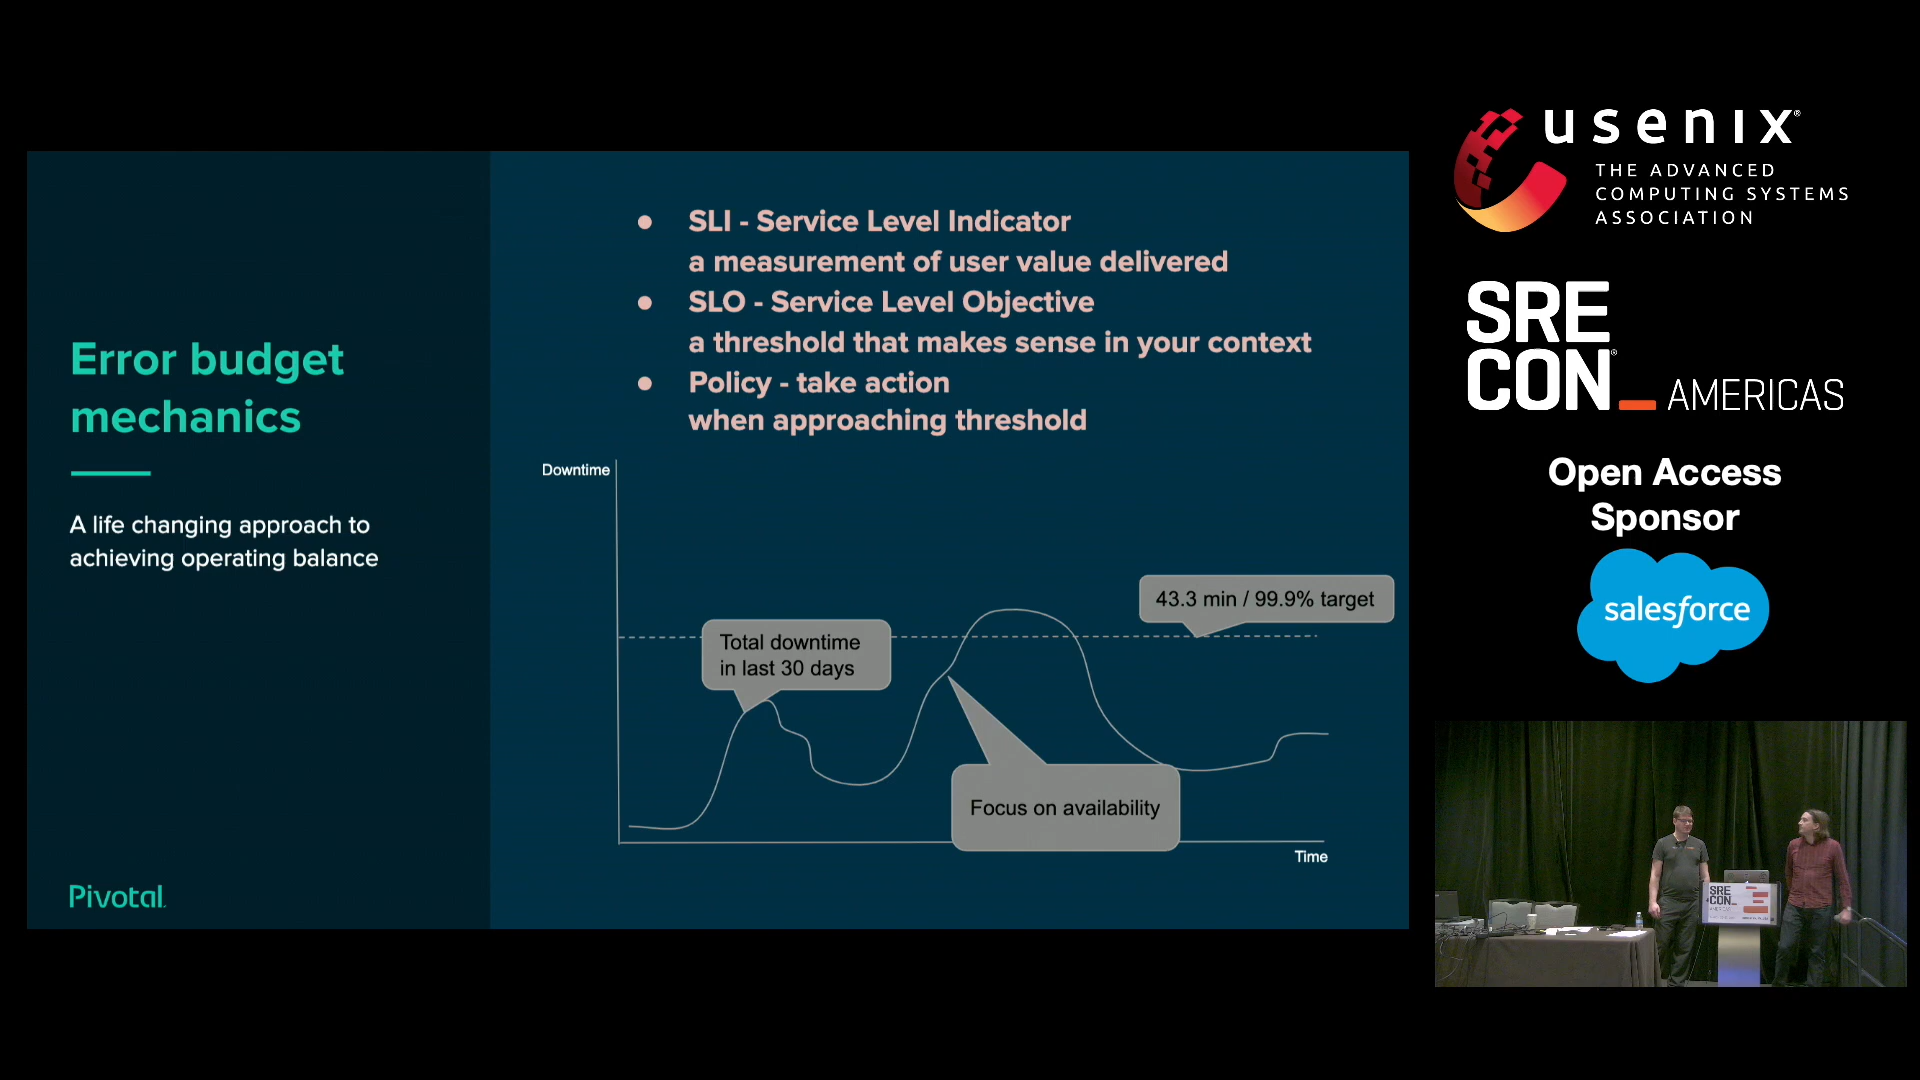 Error budget
mechanics
A life changing approach to
achieving operating balance
Pivotal
● SLI - Service Level Indicator
a measurement of user value delivered
● SLO - Service Level Objective
a threshold that makes sense in your context
● Policy - take action
when approaching threshold
Downtime
43.3 min / 99.9% target
Total downtime
in last 30 days
Focus on availability
Time
usenix®
THE ADVANCED
COMPUTING SYSTEMS
ASSOCIATION
SRE
CON®_AMERICAS
Open Access
Sponsor
salesforce
SRE
CON_